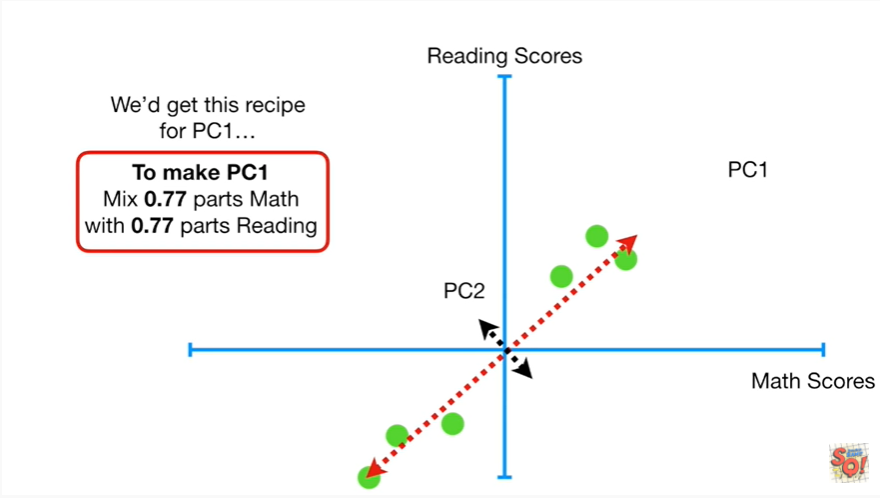 Reading Scores
We'd get this recipe
for PC1…
To make PC1
Mix 0.77 parts Math
with 0.77 parts Reading
PC1
PC2
Math Scores
SQ!